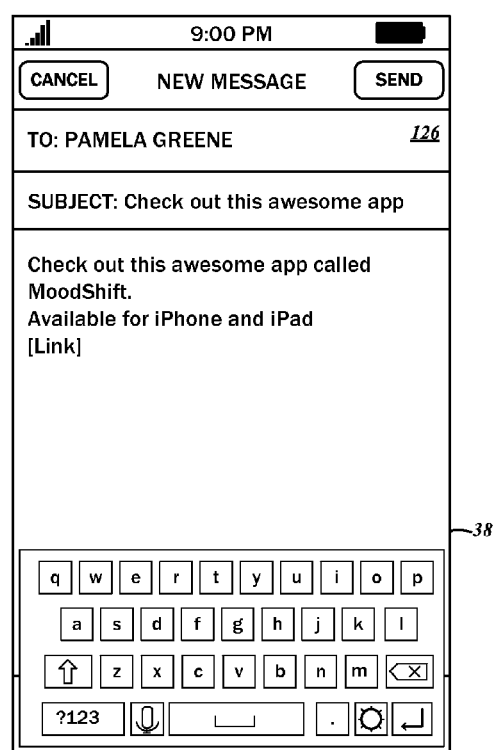 9:00 PM
CANCEL NEW MESSAGE SEND
TO: PAMELA GREENE 126
SUBJECT: Check out this awesome app
Check out this awesome app called
MoodShift.
Available for iPhone and iPad
[Link]
38
q w e r t y u i o p
a s d f g h j k l
z x c v b n m
?123 .